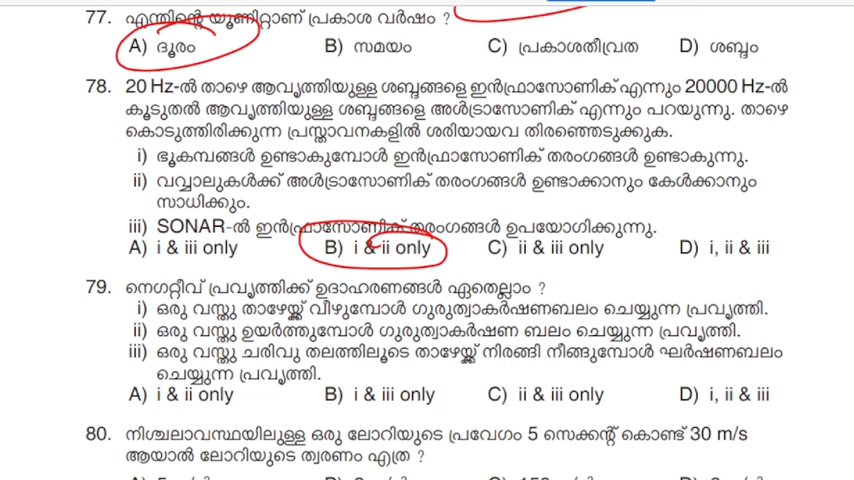 77. എന്തിന്റെ യൂണിറ്റാണ് പ്രകാശ വർഷം ?
A) ദൂരം B) സമയം C) പ്രകാശതീവ്രത D) ശബ്ദം
78. 20 Hz-ൽ താഴെ ആവൃത്തിയുള്ള ശബ്ദങ്ങളെ ഇൻഫ്രാസോണിക് എന്നും 20000 Hz-ൽ
കൂടുതൽ ആവൃത്തിയുള്ള ശബ്ദങ്ങളെ അൾട്രാസോണിക് എന്നും പറയുന്നു. താഴെ
കൊടുത്തിരിക്കുന്ന പ്രസ്താവനകളിൽ ശരിയായവ തിരഞ്ഞെടുക്കുക.
i) ഭൂകമ്പങ്ങൾ ഉണ്ടാകുമ്പോൾ ഇൻഫ്രാസോണിക് തരംഗങ്ങൾ ഉണ്ടാകുന്നു.
ii) വവ്വാലുകൾക്ക് അൾട്രാസോണിക് തരംഗങ്ങൾ ഉണ്ടാക്കാനും കേൾക്കാനും
സാധിക്കും.
iii) SONAR-ൽ ഇൻഫ്രാസോണിക് തരംഗങ്ങൾ ഉപയോഗിക്കുന്നു.
A) i & iii only B) i & ii only C) ii & iii only D) i, ii & iii
79. നെഗറ്റീവ് പ്രവൃത്തിക്ക് ഉദാഹരണങ്ങൾ ഏതെല്ലാം ?
i) ഒരു വസ്തു താഴേയ്ക്ക് വീഴുമ്പോൾ ഗുരുത്വാകർഷണബലം ചെയ്യുന്ന പ്രവൃത്തി.
ii) ഒരു വസ്തു ഉയർത്തുമ്പോൾ ഗുരുത്വാകർഷണ ബലം ചെയ്യുന്ന പ്രവൃത്തി.
iii) ഒരു വസ്തു ചരിവു തലത്തിലൂടെ താഴേയ്ക്ക് നിരങ്ങി നീങ്ങുമ്പോൾ ഘർഷണബലം
ചെയ്യുന്ന പ്രവൃത്തി.
A) i & ii only B) i & iii only C) ii & iii only D) i, ii & iii
80. നിശ്ചലാവസ്ഥയിലുള്ള ഒരു ലോറിയുടെ പ്രവേഗം 5 സെക്കന്റ് കൊണ്ട് 30 m/s
ആയാൽ ലോറിയുടെ ത്വരണം എത്ര ?